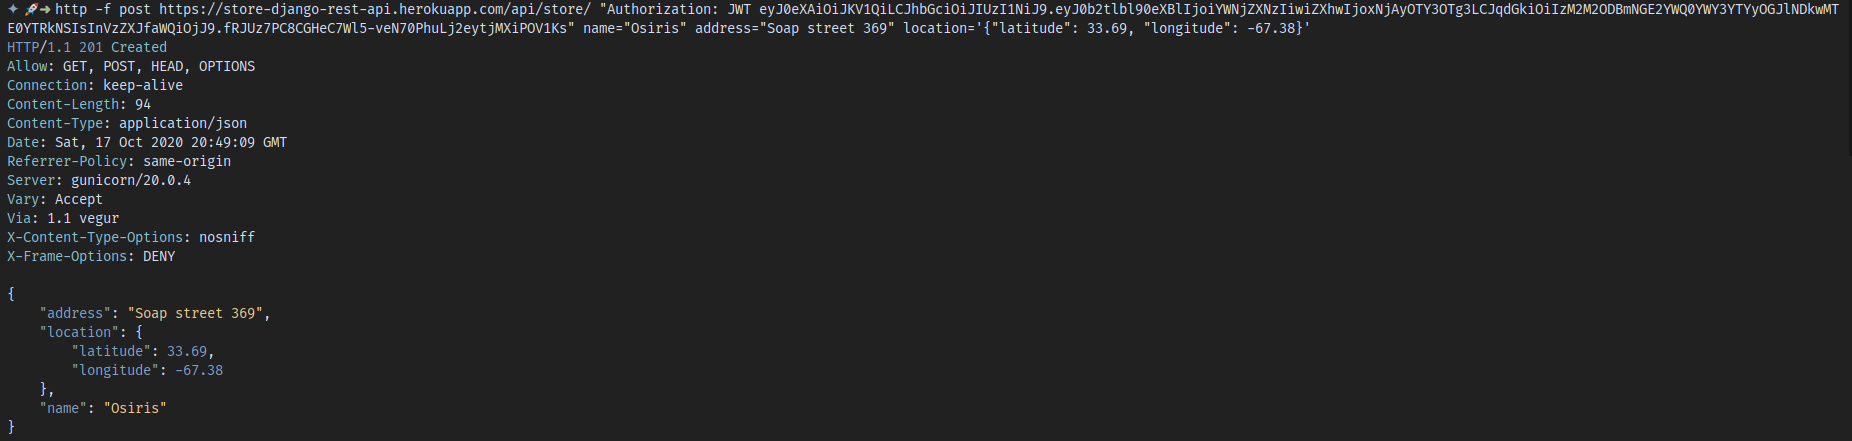 ✦ 🚀➜ http -f post https://store-django-rest-api.herokuapp.com/api/store/ "Authorization: JWT eyJ0eXAiOiJKV1QiLCJhbGciOiJIUzI1NiJ9.eyJ0b2tlbl90eXBlIjoiYWNjZXNzIiwiZXhwIjoxNjAyOTY3OTg3LCJqdGkiOiIzM2M2ODBmNGE2YWQ0YWY3YTYyOGJlNDkwMT
E0YTRkNSIsInVzZXJfaWQiOjJ9.fRJUz7PC8CGHeC7Wl5-veN70PhuLj2eytjMXiPOV1Ks" name="Osiris" address="Soap street 369" location='{"latitude": 33.69, "longitude": -67.38}'
HTTP/1.1 201 Created
Allow: GET, POST, HEAD, OPTIONS
Connection: keep-alive
Content-Length: 94
Content-Type: application/json
Date: Sat, 17 Oct 2020 20:49:09 GMT
Referrer-Policy: same-origin
Server: gunicorn/20.0.4
Vary: Accept
Via: 1.1 vegur
X-Content-Type-Options: nosniff
X-Frame-Options: DENY

{
    "address": "Soap street 369",
    "location": {
        "latitude": 33.69,
        "longitude": -67.38
    },
    "name": "Osiris"
}